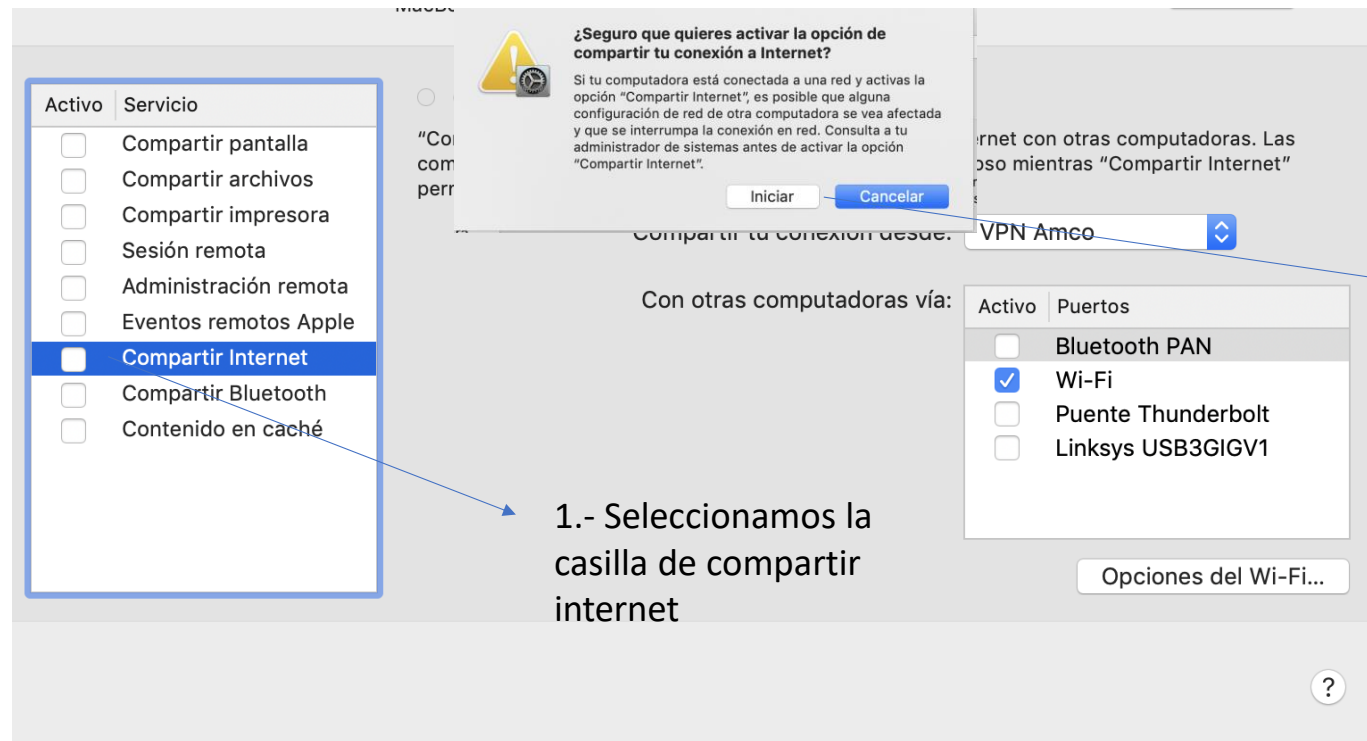 ¿Seguro que quieres activar la opción de
compartir tu conexión a Internet?
Si tu computadora está conectada a una red y activas la
opción “Compartir Internet”, es posible que alguna
configuración de red de otra computadora se vea afectada
y que se interrumpa la conexión en red. Consulta a tu
administrador de sistemas antes de activar la opción
“Compartir Internet”.
Iniciar
Cancelar
Activo Servicio
Compartir pantalla
Compartir archivos
Compartir impresora
Sesión remota
Administración remota
Eventos remotos Apple
Compartir Internet
Compartir Bluetooth
Contenido en caché
con otras computadoras. Las
mientras “Compartir Internet”
Compartir tu conexión desde: VPN Amco
Con otras computadoras vía:
Activo Puertos
Bluetooth PAN
Wi-Fi
Puente Thunderbolt
Linksys USB3GIGV1
Opciones del Wi-Fi...
1.- Seleccionamos la
casilla de compartir
internet
?